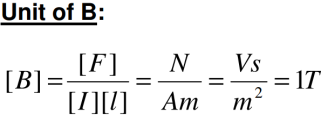 Unit of B:
[B] = [F] / [I][l] = N / Am = Vs / m² = 1T